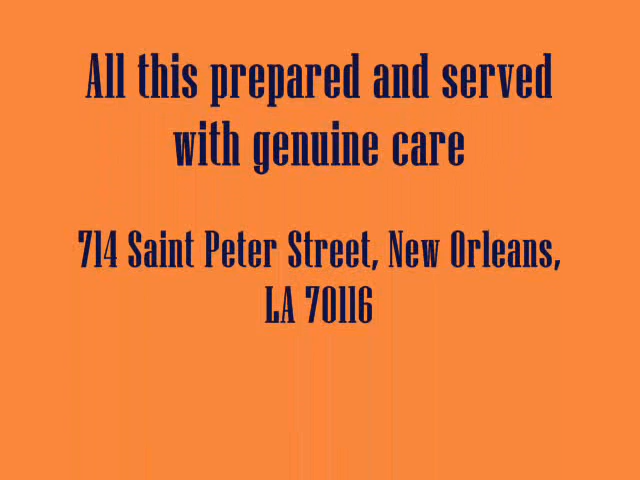 All this prepared and served
with genuine care
714 Saint Peter Street, New Orleans,
LA 70116